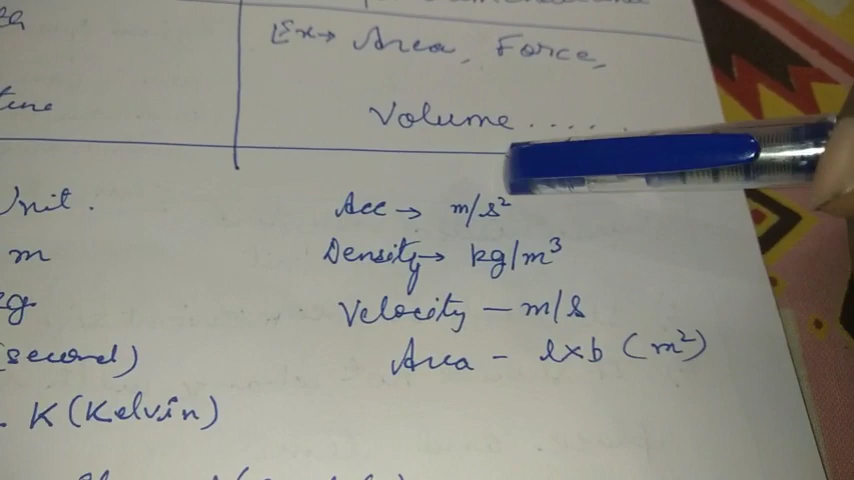 Ex→ Area, Force,
Volume.....
Unit.
Acc → m/s²
m
Density → kg/m³
Velocity — m/s
(second)
Area - l×b (m²)
K (Kelvin)